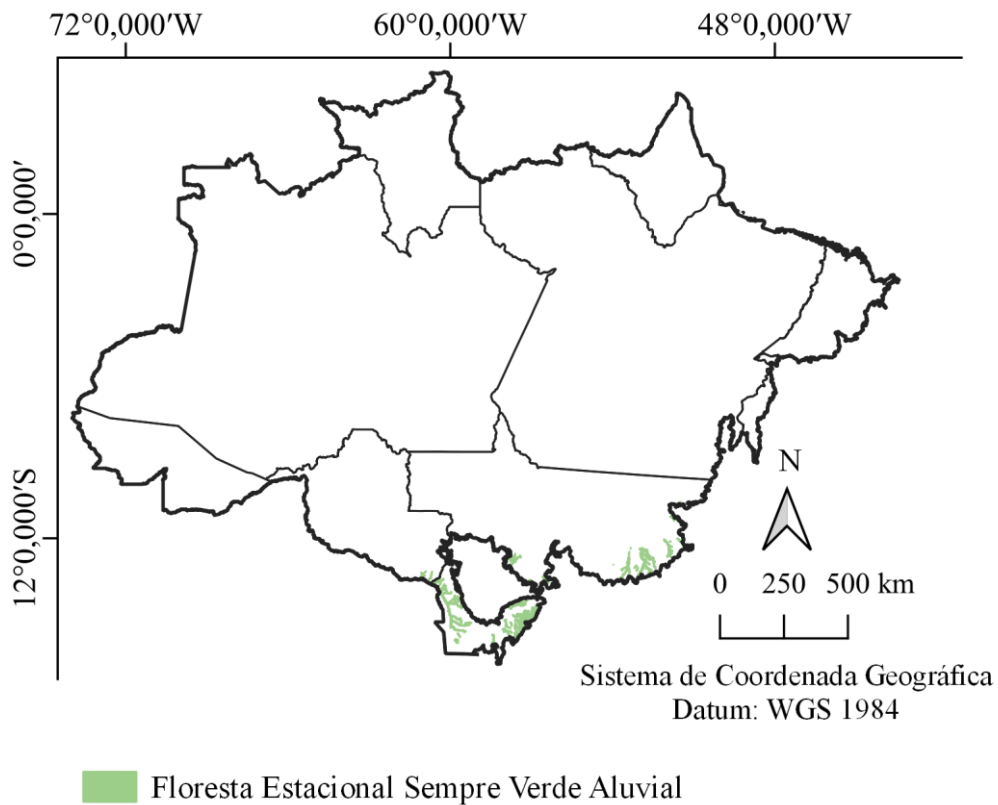 72°0,000′W 60°0,000′W 48°0,000′W
0°0,000′
12°0,000′S
N
0 250 500 km
Sistema de Coordenada Geográfica
Datum: WGS 1984
Floresta Estacional Sempre Verde Aluvial